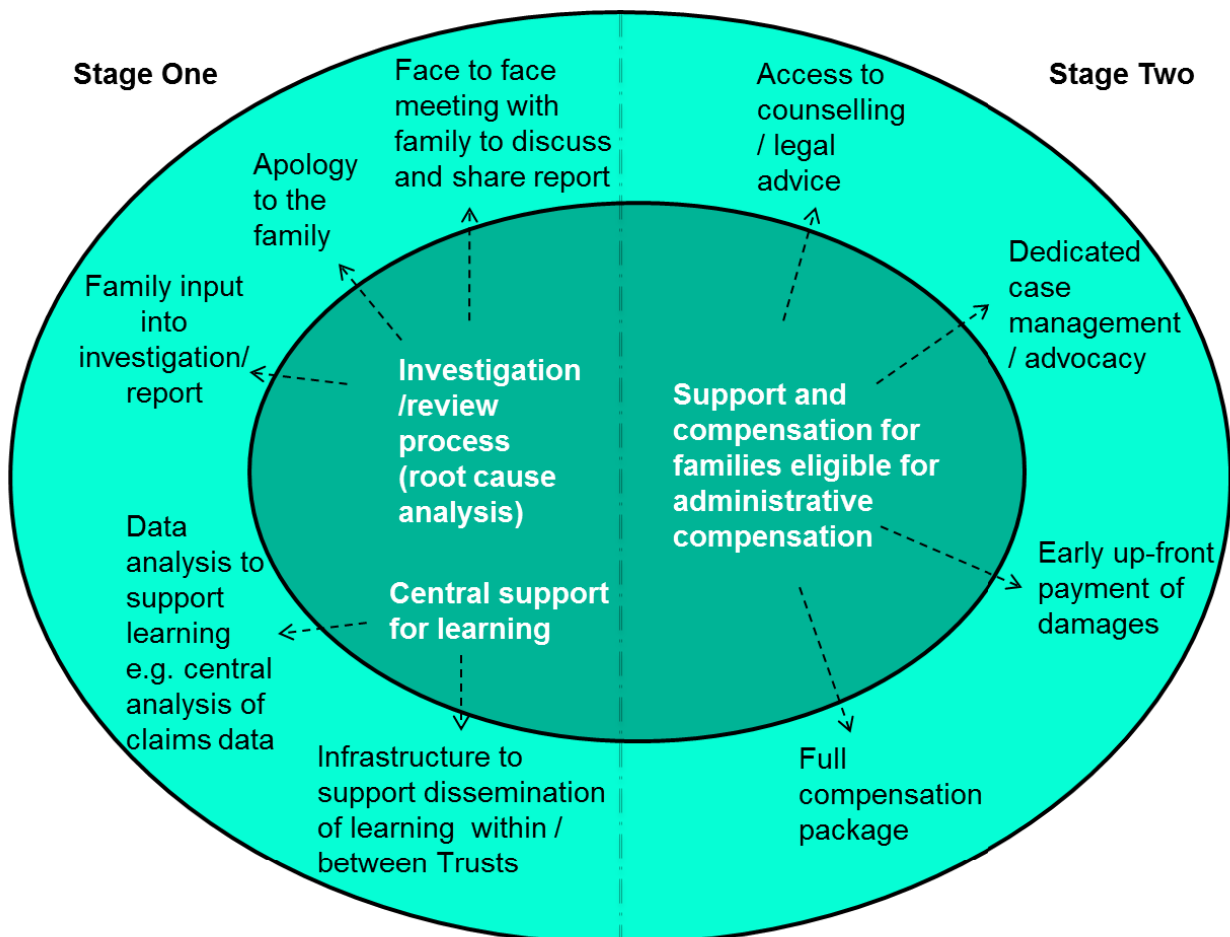 Stage One
Face to face
meeting with
family to discuss
and share report
Apology
to the
family
Family input
into
investigation/
report
Investigation
/review
process
(root cause
analysis)
Data
analysis to
support
learning
e.g. central
analysis of
claims data
Central support
for learning
Infrastructure to
support dissemination
of learning within /
between Trusts
Stage Two
Access to
counselling
/ legal
advice
Dedicated
case
management
/ advocacy
Support and
compensation for
families eligible for
administrative
compensation
Early up-front
payment of
damages
Full
compensation
package